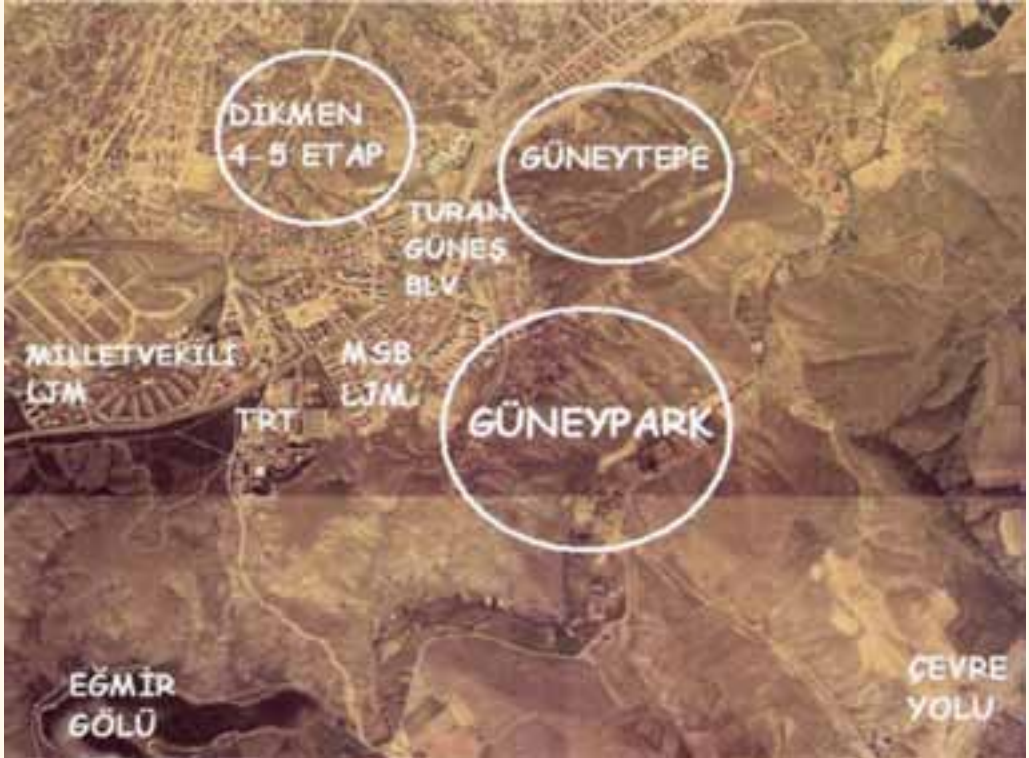 DİKMEN
4-5 ETAP
GÜNEYTEPE
TURAN
GÜNEŞ
BLV
MİLLETVEKİLİ
LJM
MSB
LJM.
TRT
GÜNEYPARK
EĞMİR
GÖLÜ
ÇEVRE
YOLU